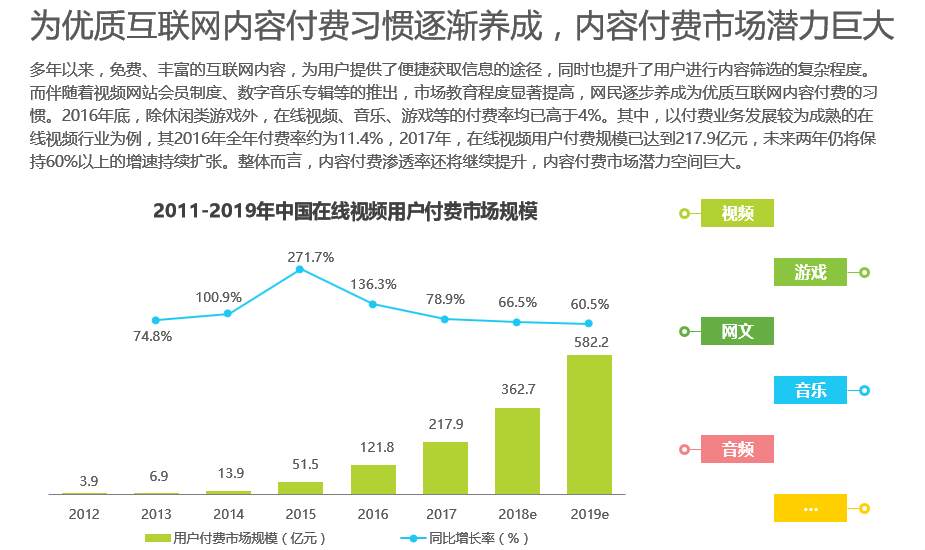 为优质互联网内容付费习惯逐渐养成，内容付费市场潜力巨大
多年以来，免费、丰富的互联网内容，为用户提供了便捷获取信息的途径，同时也提升了用户进行内容筛选的复杂程度。
而伴随着视频网站会员制度、数字音乐专辑等的推出，市场教育程度显著提高，网民逐步养成为优质互联网内容付费的习
惯。2016年底，除休闲类游戏外，在线视频、音乐、游戏等的付费率均已高于4%。其中，以付费业务发展较为成熟的在
线视频行业为例，其2016年全年付费率约为11.4%，2017年，在线视频用户付费规模已达到217.9亿元，未来两年仍将保
持60%以上的增速持续扩张。整体而言，内容付费渗透率还将继续提升，内容付费市场潜力空间巨大。
2011-2019年中国在线视频用户付费市场规模
74.8%
100.9%
271.7%
136.3%
78.9%
66.5%
60.5%
3.9
6.9
13.9
51.5
121.8
217.9
362.7
582.2
2012
2013
2014
2015
2016
2017
2018e
2019e
用户付费市场规模（亿元）
同比增长率（%）
视频
游戏
网文
音乐
音频
...